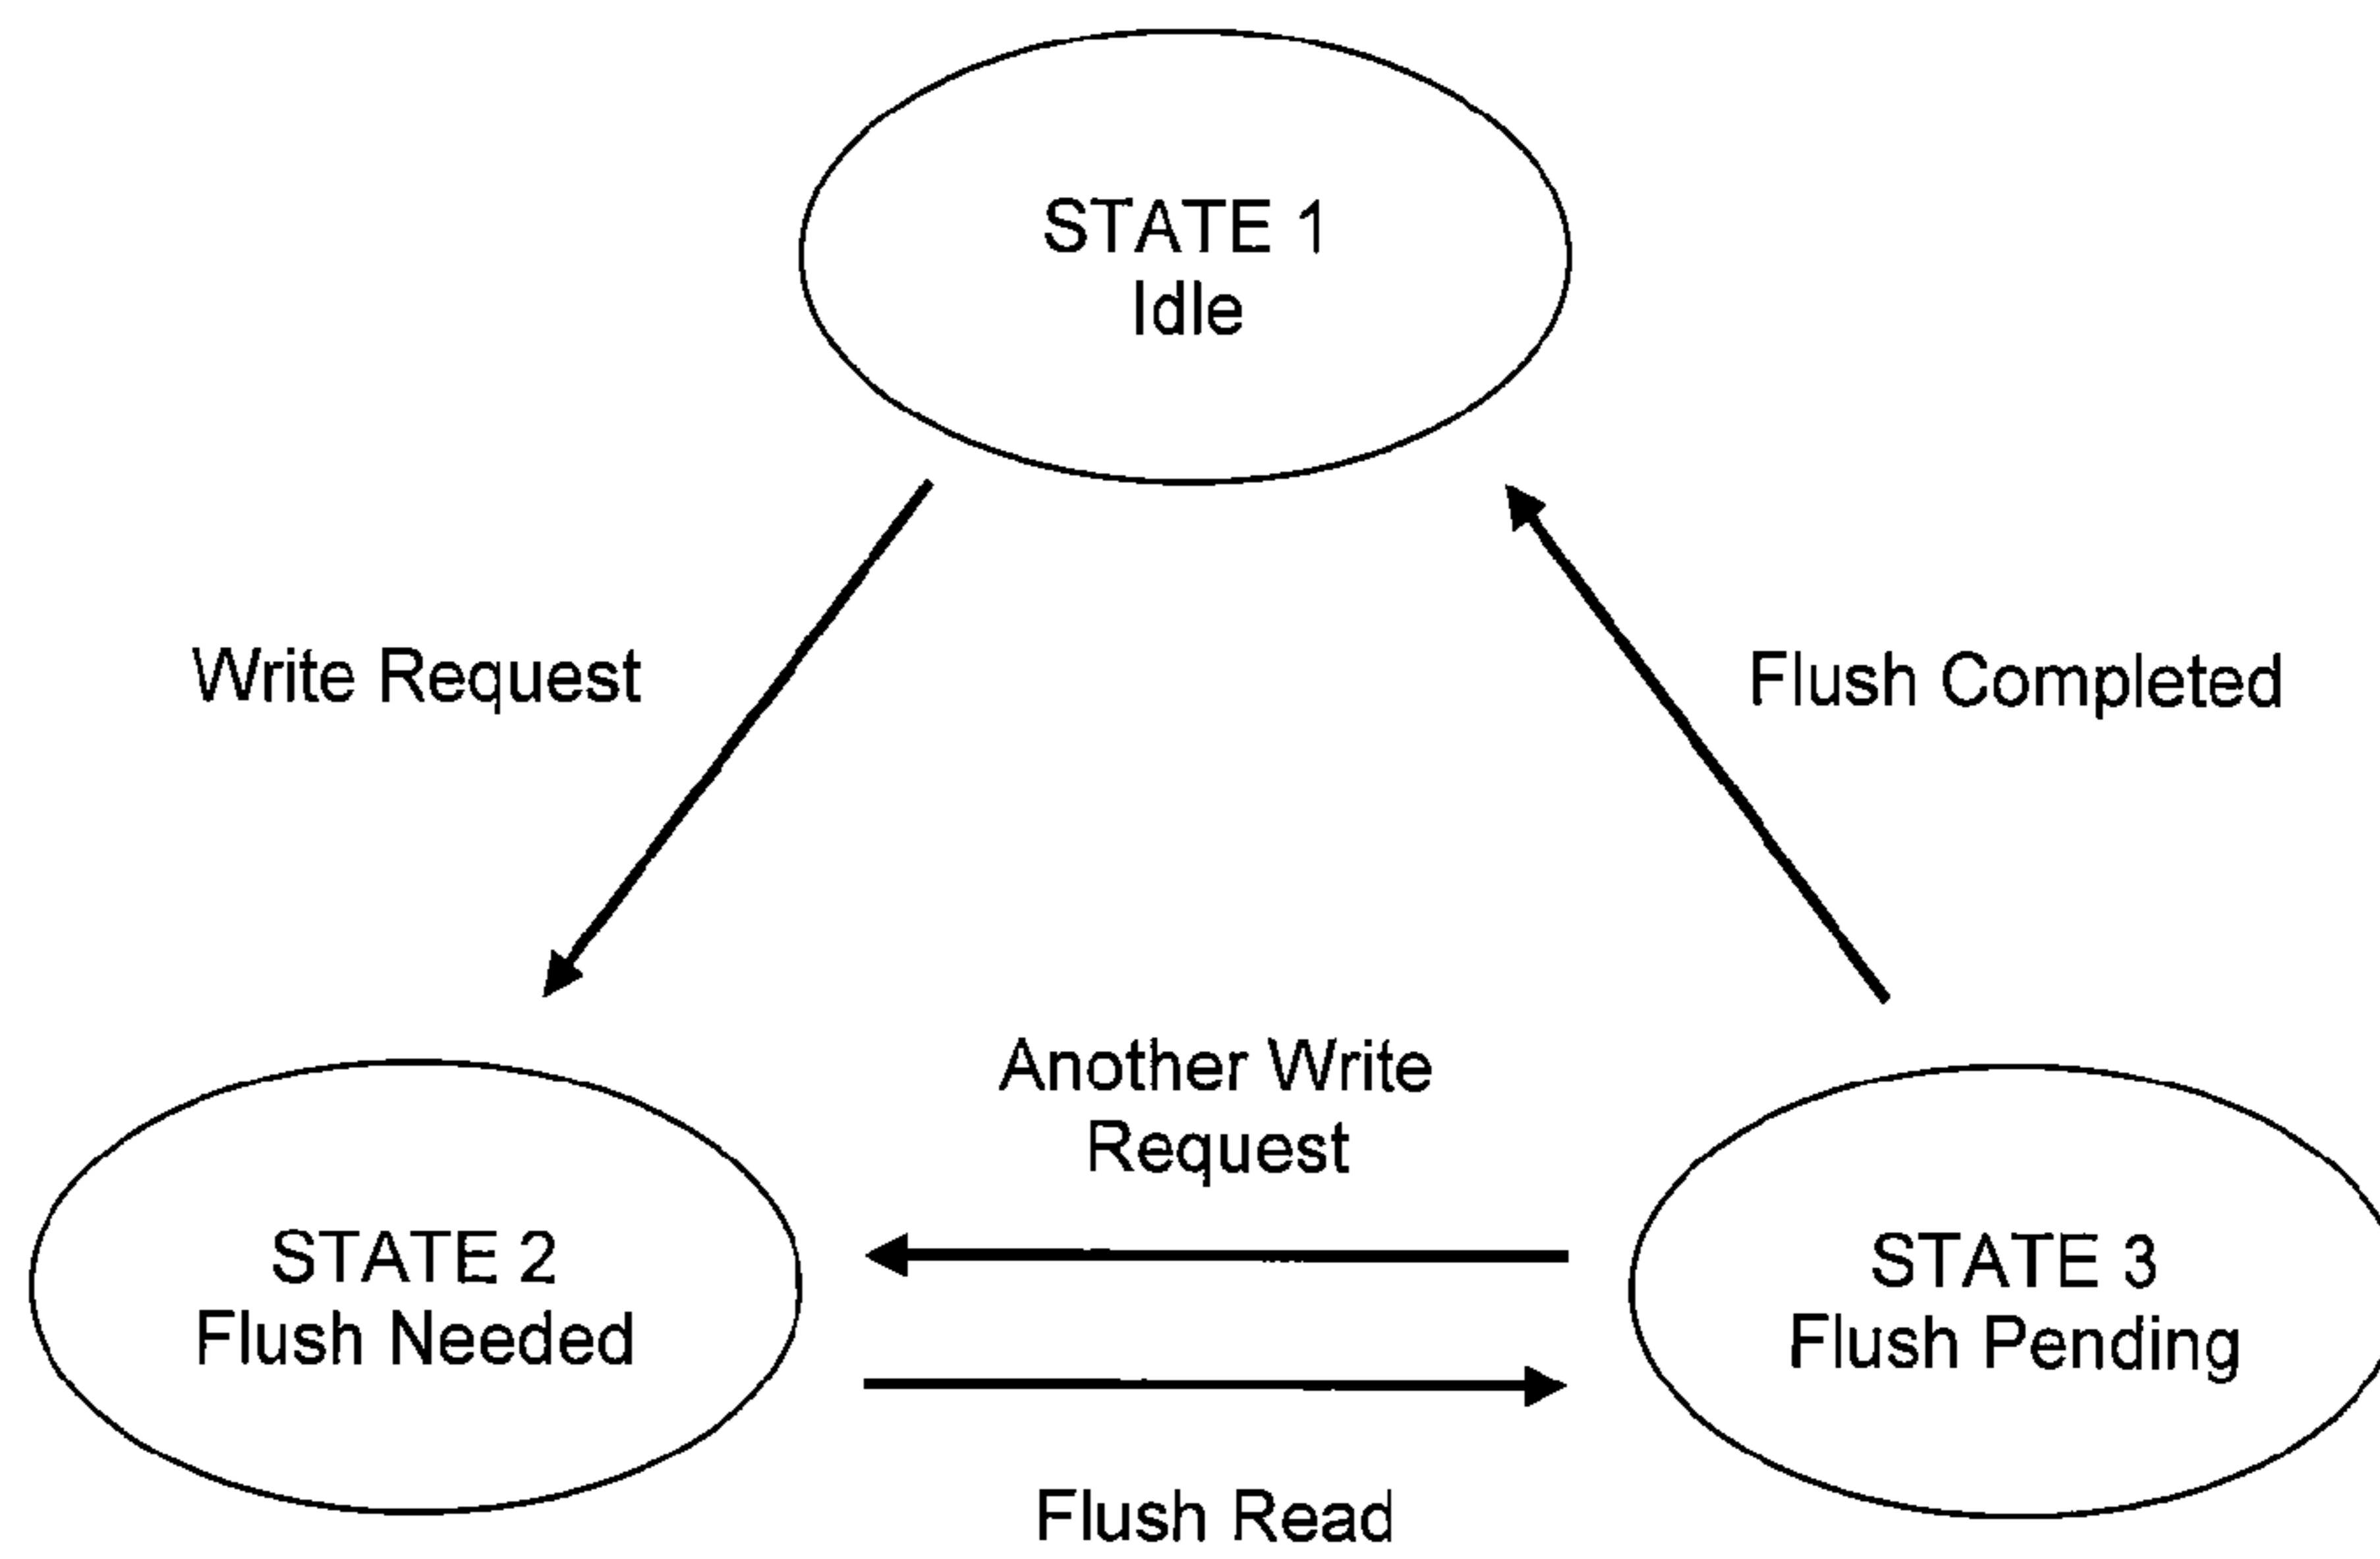 STATE 1
Idle
Write Request
Flush Completed
Another Write
Request
STATE 2
Flush Needed
STATE 3
Flush Pending
Flush Read